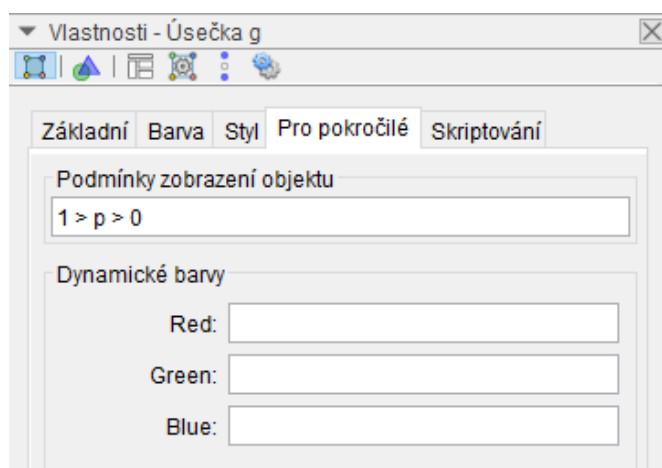 Vlastnosti - Úsečka g
Základní Barva Styl Pro pokročilé Skriptování
Podmínky zobrazení objektu
1 > p > 0
Dynamické barvy
Red:
Green:
Blue: